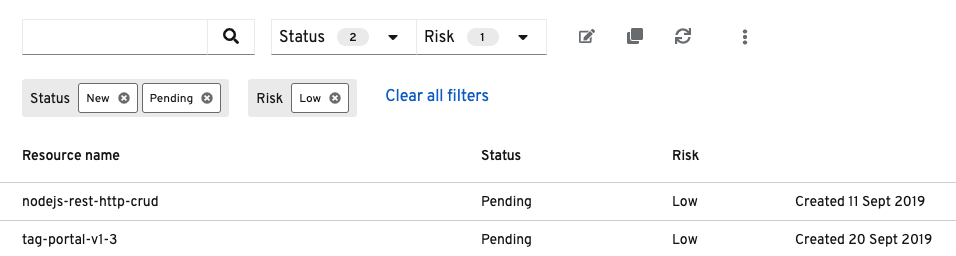 Status 2 Risk 1
Status New Pending Risk Low Clear all filters
Resource name Status Risk
nodejs-rest-http-crud Pending Low Created 11 Sept 2019
tag-portal-v1-3 Pending Low Created 20 Sept 2019